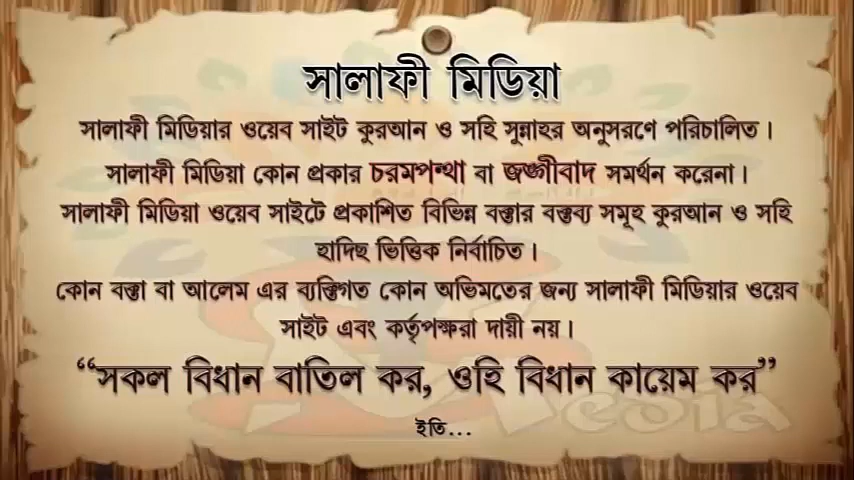 সালাফী মিডিয়া
সালাফী মিডিয়ার ওয়েব সাইট কুরআন ও সহি সুন্নাহর অনুসরণে পরিচালিত।
সালাফী মিডিয়া কোন প্রকার চরমপন্থা বা জঙ্গীবাদ সমর্থন করেনা।
সালাফী মিডিয়া ওয়েব সাইটে প্রকাশিত বিভিন্ন বক্তার বক্তব্য সমূহ কুরআন ও সহি
হাদিছ ভিত্তিক নির্বাচিত।
কোন বক্তা বা আলেম এর ব্যক্তিগত কোন অভিমতের জন্য সালাফী মিডিয়ার ওয়েব
সাইট এবং কর্তৃপক্ষরা দায়ী নয়।
“সকল বিধান বাতিল কর, ওহি বিধান কায়েম কর”
ইতি...